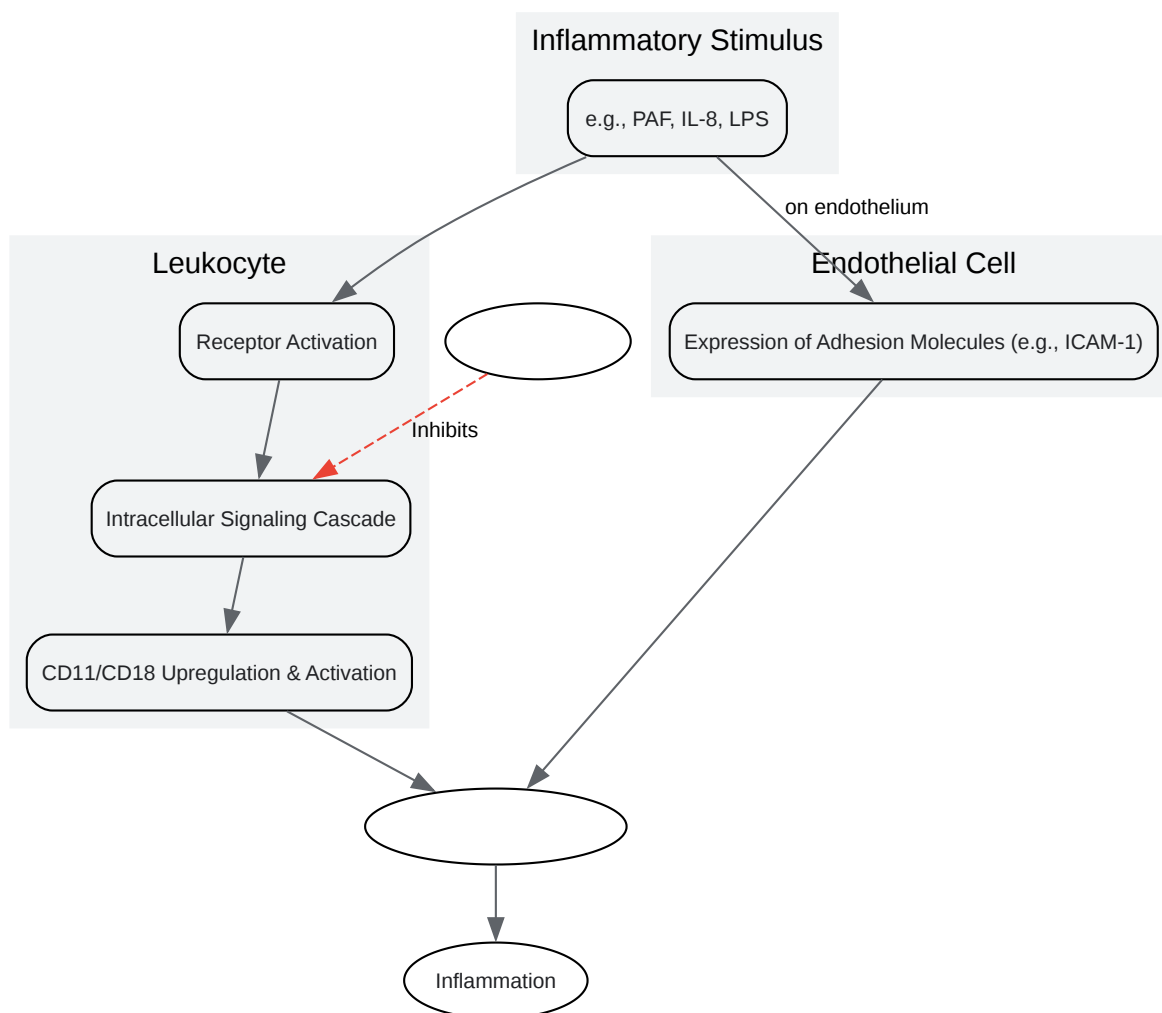 Inflammatory Stimulus
e.g., PAF, IL-8, LPS
on endothelium
Leukocyte
Endothelial Cell
Receptor Activation
Expression of Adhesion Molecules (e.g., ICAM-1)
Inhibits
Intracellular Signaling Cascade
CD11/CD18 Upregulation & Activation
Inflammation